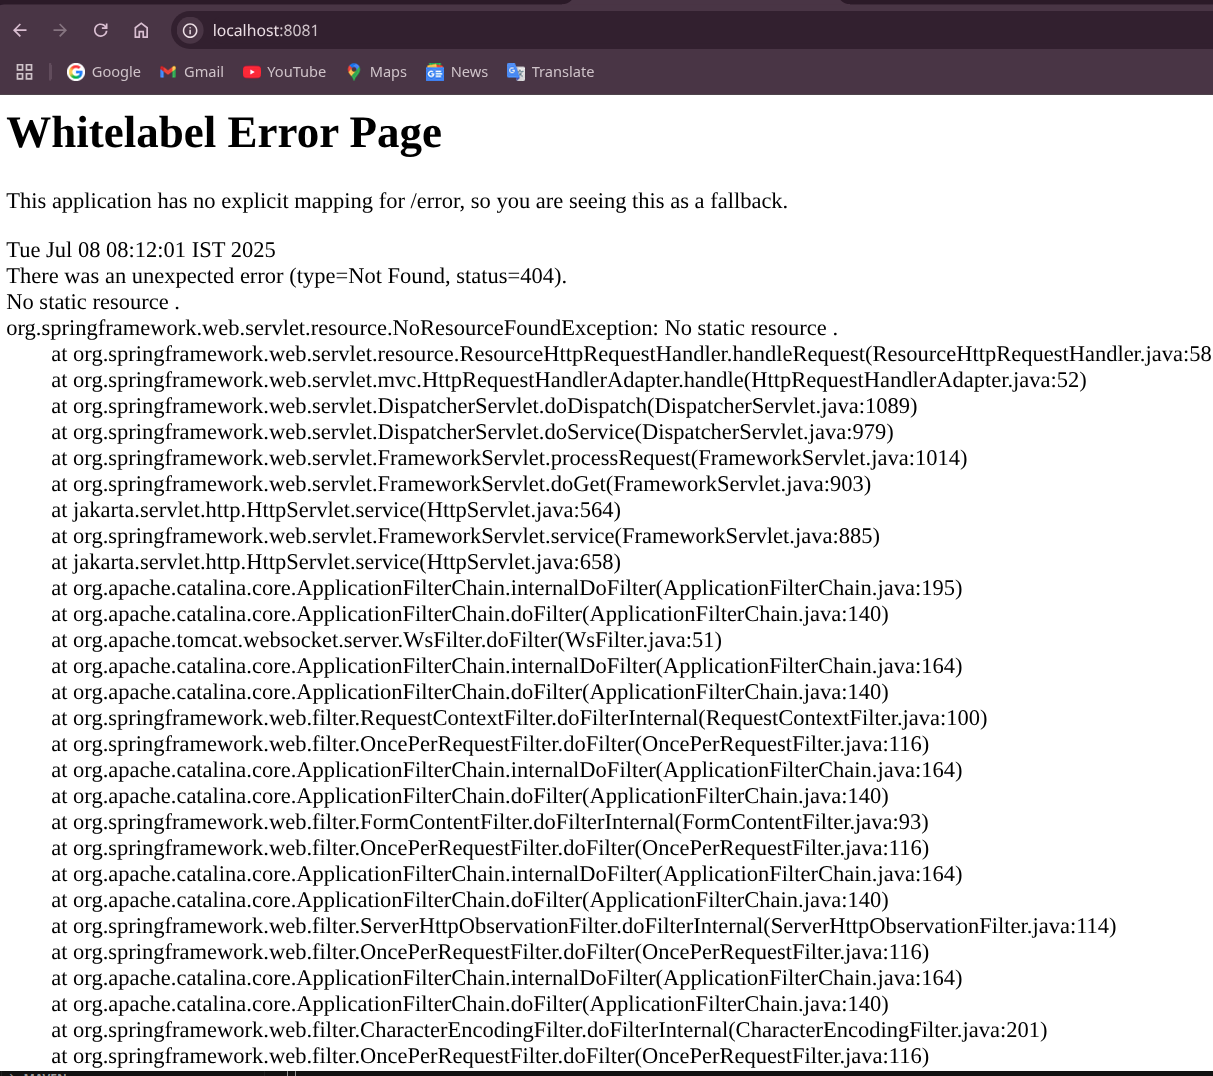 localhost:8081
Google Gmail YouTube Maps News Translate
Whitelabel Error Page
This application has no explicit mapping for /error, so you are seeing this as a fallback.
Tue Jul 08 08:12:01 IST 2025
There was an unexpected error (type=Not Found, status=404).
No static resource .
org.springframework.web.servlet.resource.NoResourceFoundException: No static resource .
at org.springframework.web.servlet.resource.ResourceHttpRequestHandler.handleRequest(ResourceHttpRequestHandler.java:58
at org.springframework.web.servlet.mvc.HttpRequestHandlerAdapter.handle(HttpRequestHandlerAdapter.java:52)
at org.springframework.web.servlet.DispatcherServlet.doDispatch(DispatcherServlet.java:1089)
at org.springframework.web.servlet.DispatcherServlet.doService(DispatcherServlet.java:979)
at org.springframework.web.servlet.FrameworkServlet.processRequest(FrameworkServlet.java:1014)
at org.springframework.web.servlet.FrameworkServlet.doGet(FrameworkServlet.java:903)
at jakarta.servlet.http.HttpServlet.service(HttpServlet.java:564)
at org.springframework.web.servlet.FrameworkServlet.service(FrameworkServlet.java:885)
at jakarta.servlet.http.HttpServlet.service(HttpServlet.java:658)
at org.apache.catalina.core.ApplicationFilterChain.internalDoFilter(ApplicationFilterChain.java:195)
at org.apache.catalina.core.ApplicationFilterChain.doFilter(ApplicationFilterChain.java:140)
at org.apache.tomcat.websocket.server.WsFilter.doFilter(WsFilter.java:51)
at org.apache.catalina.core.ApplicationFilterChain.internalDoFilter(ApplicationFilterChain.java:164)
at org.apache.catalina.core.ApplicationFilterChain.doFilter(ApplicationFilterChain.java:140)
at org.springframework.web.filter.RequestContextFilter.doFilterInternal(RequestContextFilter.java:100)
at org.springframework.web.filter.OncePerRequestFilter.doFilter(OncePerRequestFilter.java:116)
at org.apache.catalina.core.ApplicationFilterChain.internalDoFilter(ApplicationFilterChain.java:164)
at org.apache.catalina.core.ApplicationFilterChain.doFilter(ApplicationFilterChain.java:140)
at org.springframework.web.filter.FormContentFilter.doFilterInternal(FormContentFilter.java:93)
at org.springframework.web.filter.OncePerRequestFilter.doFilter(OncePerRequestFilter.java:116)
at org.apache.catalina.core.ApplicationFilterChain.internalDoFilter(ApplicationFilterChain.java:164)
at org.apache.catalina.core.ApplicationFilterChain.doFilter(ApplicationFilterChain.java:140)
at org.springframework.web.filter.ServerHttpObservationFilter.doFilterInternal(ServerHttpObservationFilter.java:114)
at org.springframework.web.filter.OncePerRequestFilter.doFilter(OncePerRequestFilter.java:116)
at org.apache.catalina.core.ApplicationFilterChain.internalDoFilter(ApplicationFilterChain.java:164)
at org.apache.catalina.core.ApplicationFilterChain.doFilter(ApplicationFilterChain.java:140)
at org.springframework.web.filter.CharacterEncodingFilter.doFilterInternal(CharacterEncodingFilter.java:201)
at org.springframework.web.filter.OncePerRequestFilter.doFilter(OncePerRequestFilter.java:116)